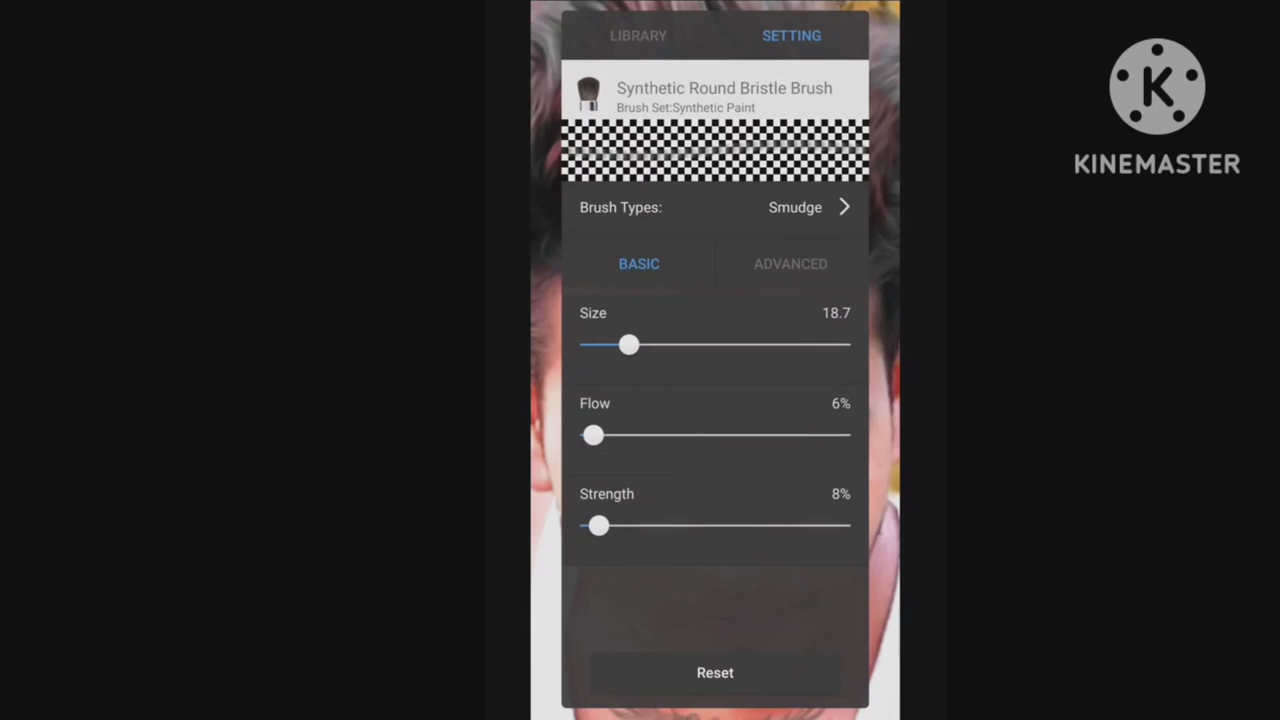 LIBRARY SETTING
Synthetic Round Bristle Brush
Brush Set:Synthetic Paint
Brush Types: Smudge
BASIC ADVANCED
Size 18.7
Flow 6%
Strength 8%
Reset
K
KINEMASTER